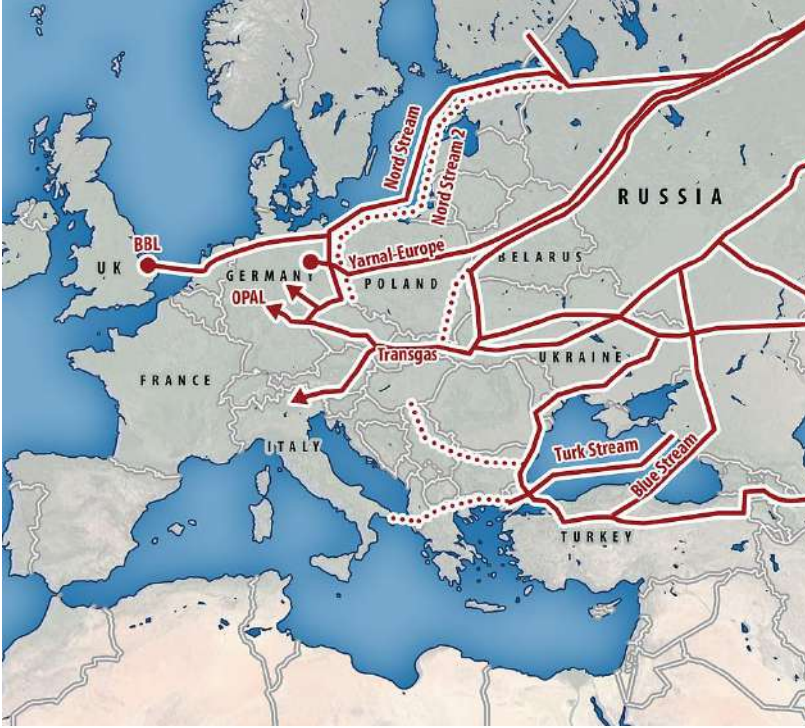 Nord Stream
Nord Stream 2
RUSSIA
BBL
UK
GERMANY
Yarnal-Europe
BELARUS
POLAND
OPAL
Transgas
UKRAINE
FRANCE
ITALY
Turk Stream
Blue Stream
TURKEY